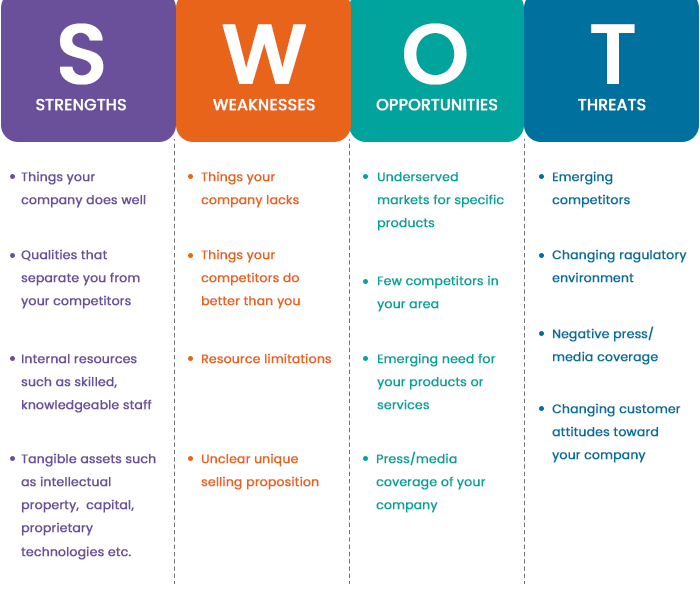 S
STRENGTHS
Things your
company does well
Qualities that
separate you from
your competitors
Internal resources
such as skilled,
knowledgeable staff
Tangible assets such
as intellectual
property, capital,
proprietary
technologies etc.
W
WEAKNESSES
Things your
company lacks
Things your
competitors do
better than you
Resource limitations
Unclear unique
selling proposition
O
OPPORTUNITIES
Underserved
markets for specific
products
Few competitors in
your area
Emerging need for
your products or
services
Press/media
coverage of your
company
T
THREATS
Emerging
competitors
Changing ragulatory
environment
Negative press/
media coverage
Changing customer
attitudes toward
your company